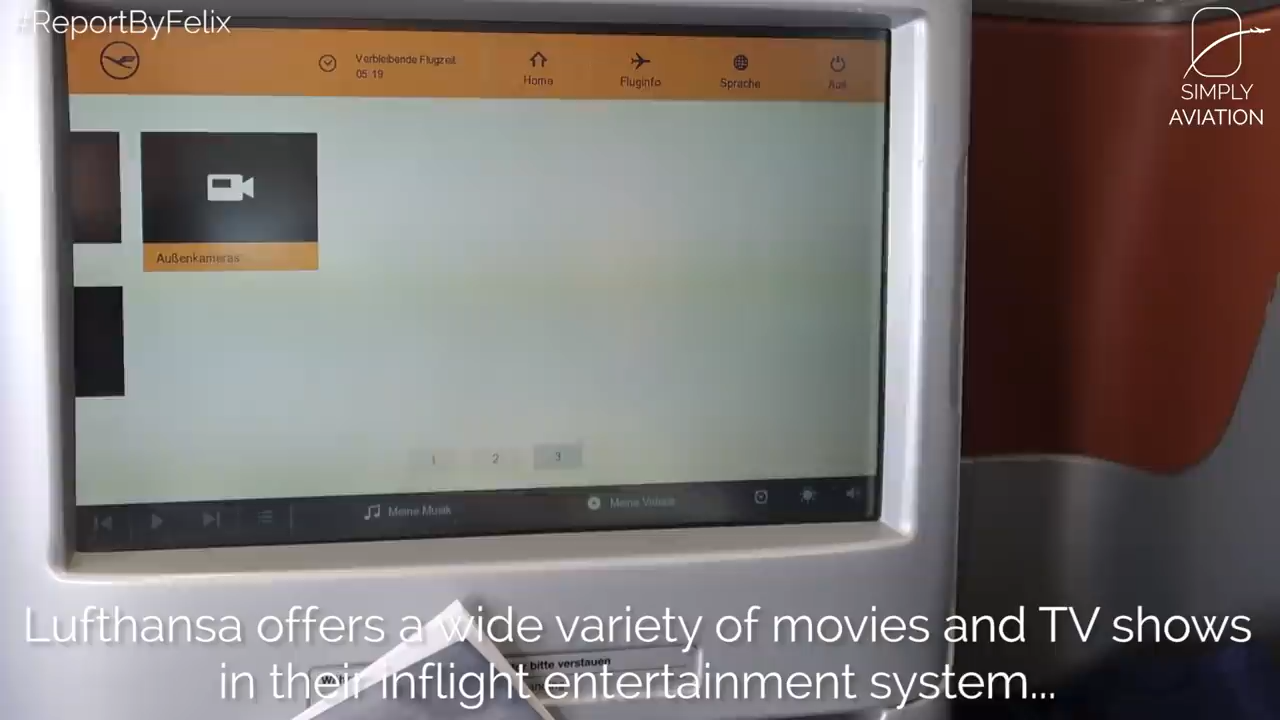 #ReportByFelix
SIMPLY
AVIATION
Verbleibende Flugzeit
05:19
Home
Fluginfo
Sprache
Aus
Außenkameras
1
2
3
Meine Musik
Meine Videos
Lufthansa offers a wide variety of movies and TV shows
bitte verstauen
in their inflight entertainment system...